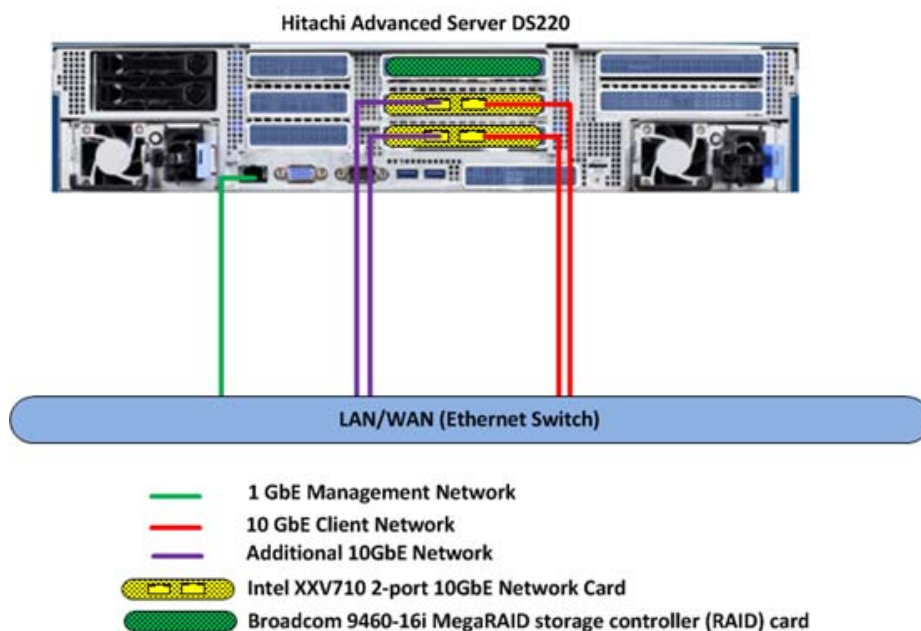 Hitachi Advanced Server DS220
LAN/WAN (Ethernet Switch)
1 GbE Management Network
10 GbE Client Network
Additional 10GbE Network
Intel XXV710 2-port 10GbE Network Card
Broadcom 9460-16i MegaRAID storage controller (RAID) card